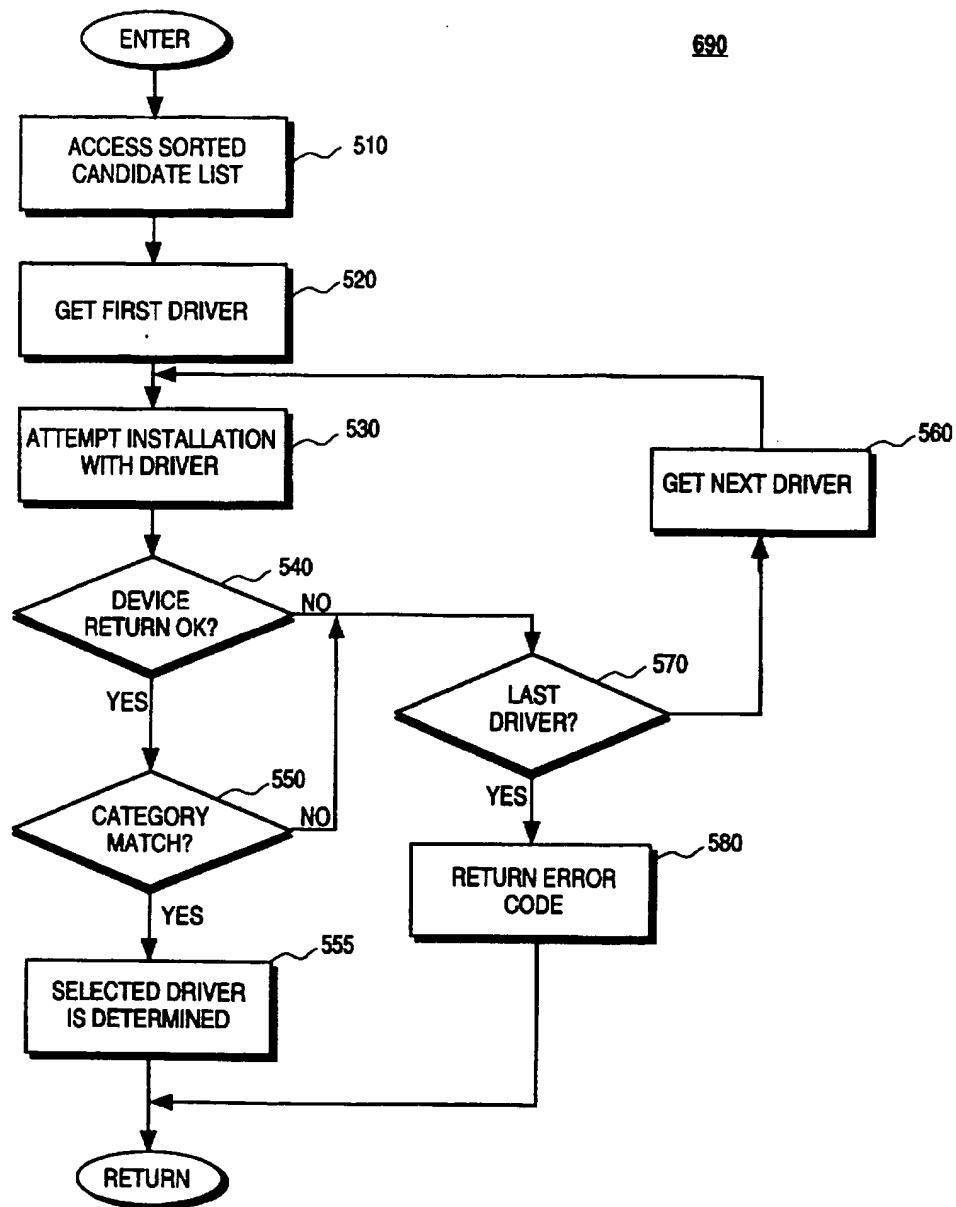 ENTER
690
ACCESS SORTED
CANDIDATE LIST
510
GET FIRST DRIVER
520
ATTEMPT INSTALLATION
WITH DRIVER
530
GET NEXT DRIVER
560
DEVICE
RETURN OK?
540
NO
YES
LAST
DRIVER?
570
YES
CATEGORY
MATCH?
550
NO
YES
RETURN ERROR
CODE
580
SELECTED DRIVER
IS DETERMINED
555
RETURN